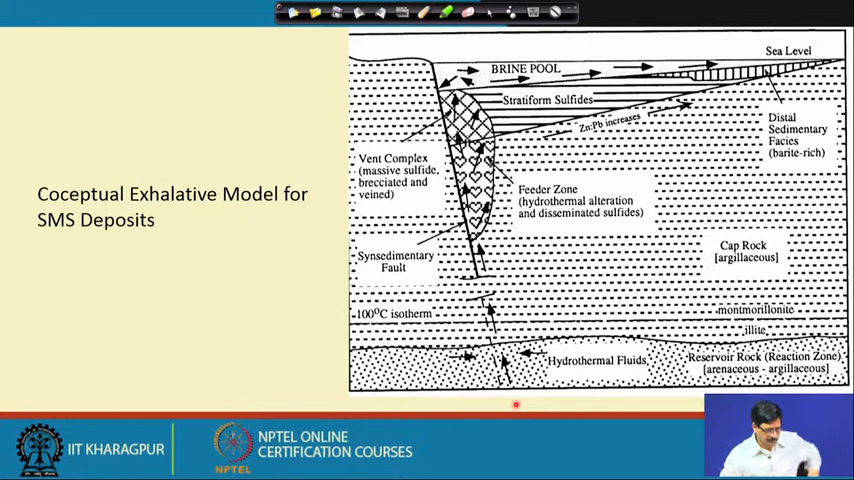 Coceptual Exhalative Model for
SMS Deposits
Sea Level
BRINE POOL
Stratiform Sulfides
Zn:Pb increases
Distal
Sedimentary
Facies
(barite-rich)
Vent Complex
(massive sulfide,
brecciated and
veined)
Feeder Zone
(hydrothermal alteration
and disseminated sulfides)
Synsedimentary
Fault
Cap Rock
[argillaceous]
100°C isotherm
montmorillonite
illite
Hydrothermal Fluids
Reservoir Rock (Reaction Zone)
[arenaceous - argillaceous]
IIT KHARAGPUR
NPTEL
NPTEL ONLINE
CERTIFICATION COURSES